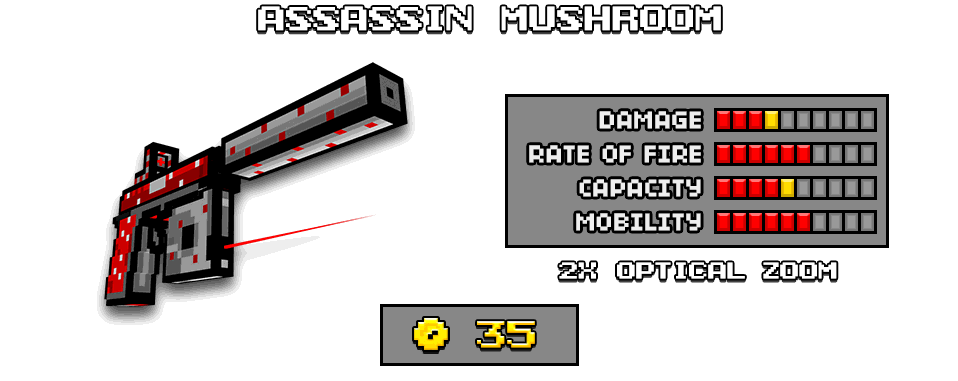 ASSASSIN MUSHROOM
DAMAGE
RATE OF FIRE
CAPACITY
MOBILITY
2X OPTICAL ZOOM
35